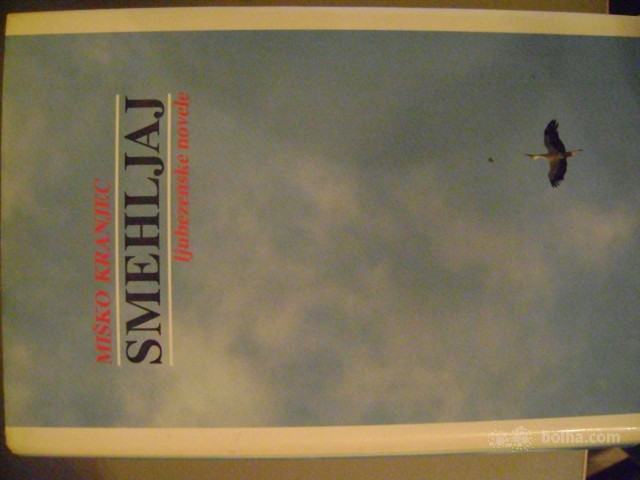 MIŠKO KRANJEC
SMEHLJAJ
ljubezenske novele
bolha.com